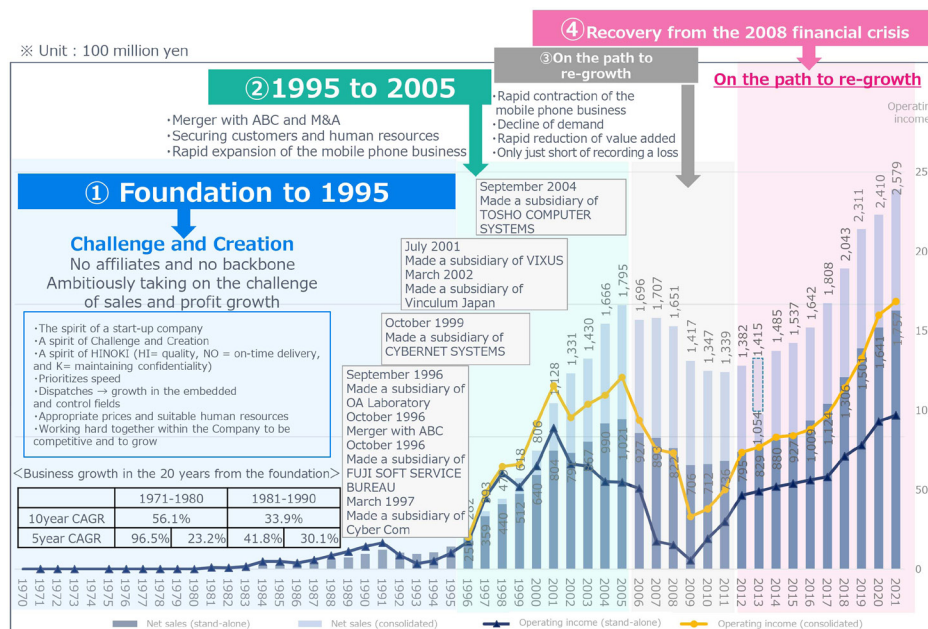 ※ Unit : 100 million yen
④Recovery from the 2008 financial crisis
③On the path to
re-growth
On the path to re-growth
②1995 to 2005
・Merger with ABC and M&A
・Securing customers and human resources
・Rapid expansion of the mobile phone business
・Rapid contraction of the
mobile phone business
・Decline of demand
・Rapid reduction of value added
・Only just short of recording a loss
Operating
income
① Foundation to 1995
Challenge and Creation
No affiliates and no backbone
Ambitiously taking on the challenge
of sales and profit growth
・The spirit of a start-up company
・A spirit of Challenge and Creation
・A spirit of HINOKI (HI= quality, NO = on-time delivery,
and K= maintaining confidentiality)
・Prioritizes speed
・Dispatches → growth in the embedded
and control fields
・Appropriate prices and suitable human resources
・Working hard together within the Company to be
competitive and to grow
September 2004
Made a subsidiary of
TOSHO COMPUTER
SYSTEMS
July 2001
Made a subsidiary of VIXUS
March 2002
Made a subsidiary of
Vinculum Japan
October 1999
Made a subsidiary of
CYBERNET SYSTEMS
September 1996
Made a subsidiary of
OA Laboratory
October 1996
Merger with ABC
October 1996
Made a subsidiary of
FUJI SOFT SERVICE
BUREAU
March 1997
Made a subsidiary of
Cyber Com
<Business growth in the 20 years from the foundation>
1971-1980 1981-1990
10year CAGR 56.1% 33.9%
5year CAGR 96.5% 23.2% 41.8% 30.1%
806 1,128 1,331 1,430 1,666 1,795 1,696 1,707 1,651 1,417 1,347 1,339 1,382 1,415 1,485 1,537 1,642 1,808 2,043 2,311 2,410 2,579
359 440 512 640 804 990 1,021 927 822 706 712 736 795 829 1,054 880 927 1,009 1,124 1,306 1,501 1,641 1,757
618
0
1970 1971 1972 1973 1974 1975 1976 1977 1978 1979 1980 1981 1982 1983 1984 1985 1986 1987 1988 1989 1990 1991 1992 1993 1994 1995 1996 1997 1998 1999 2000 2001 2002 2003 2004 2005 2006 2007 2008 2009 2010 2011 2012 2013 2014 2015 2016 2017 2018 2019 2020 2021
Net sales (stand-alone) Net sales (consolidated) Operating income (stand-alone) Operating income (consolidated)